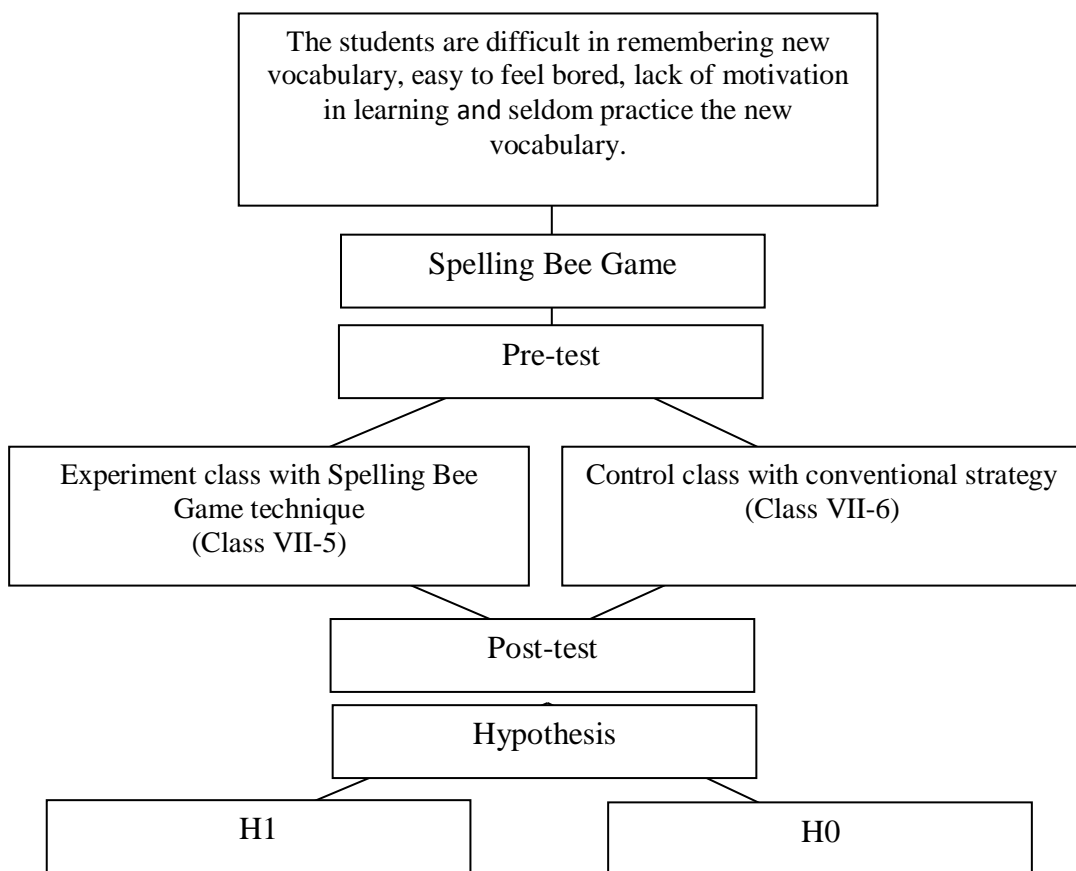 The students are difficult in remembering new
vocabulary, easy to feel bored, lack of motivation
in learning and seldom practice the new
vocabulary.
Spelling Bee Game
Pre-test
Experiment class with Spelling Bee
Game technique
(Class VII-5)
Control class with conventional strategy
(Class VII-6)
Post-test
Hypothesis
H1
H0